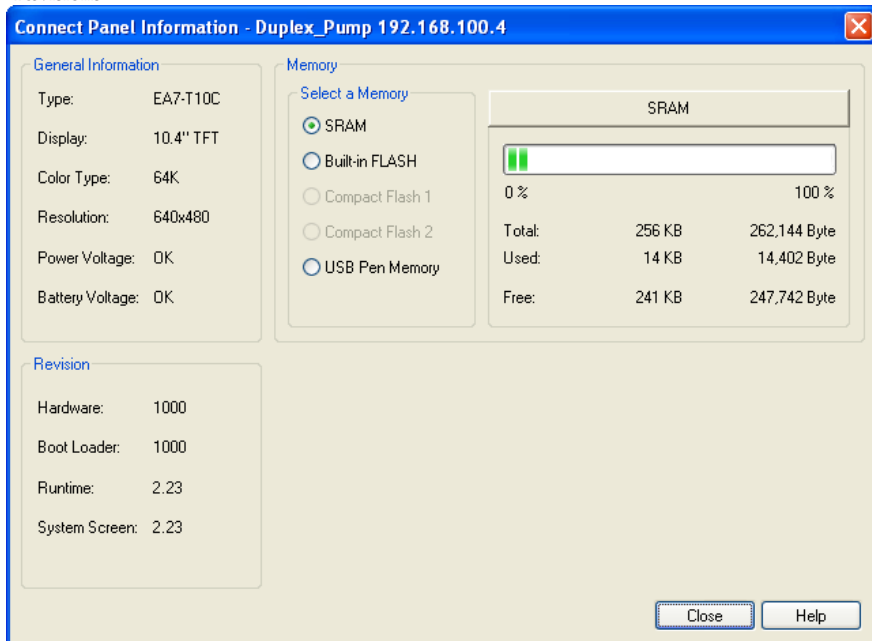 Connect Panel Information - Duplex_Pump 192.168.100.4
General Information
Type: EA7-T10C
Display: 10.4" TFT
Color Type: 64K
Resolution: 640x480
Power Voltage: OK
Battery Voltage: OK
Memory
Select a Memory
SRAM
Built-in FLASH
Compact Flash 1
Compact Flash 2
USB Pen Memory
SRAM
0 % 100 %
Total: 256 KB 262,144 Byte
Used: 14 KB 14,402 Byte
Free: 241 KB 247,742 Byte
Revision
Hardware: 1000
Boot Loader: 1000
Runtime: 2.23
System Screen: 2.23
Close Help